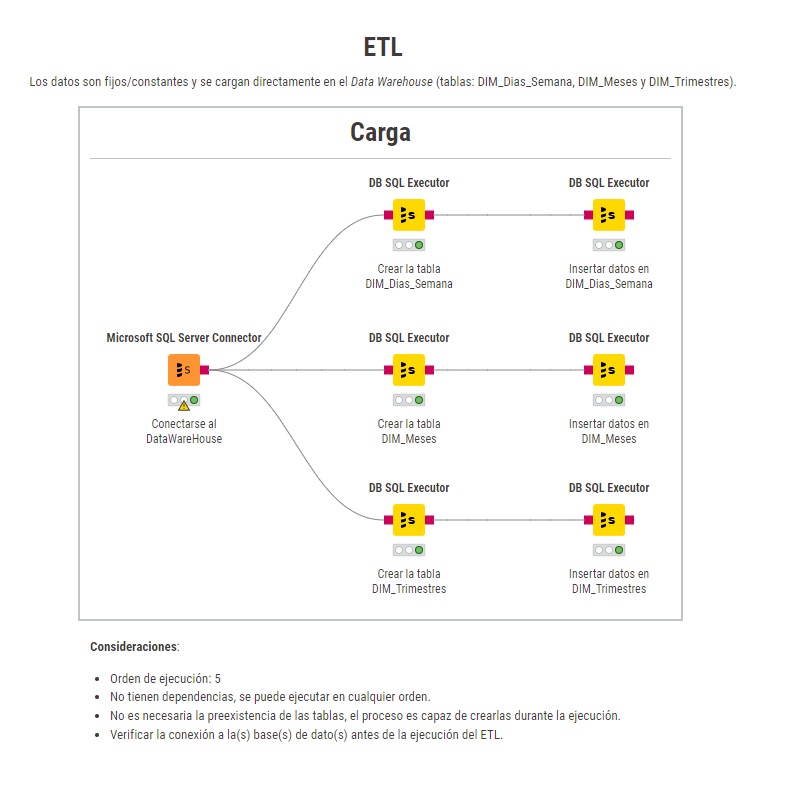 ETL
Los datos son fijos/constantes y se cargan directamente en el Data Warehouse (tablas: DIM_Dias_Semana, DIM_Meses y DIM_Trimestres).
Carga
DB SQL Executor
DB SQL Executor
s
s
Crear la tabla
DIM_Dias_Semana
Insertar datos en
DIM_Dias_Semana
Microsoft SQL Server Connector
DB SQL Executor
DB SQL Executor
S
s
s
Conectarse al
DataWareHouse
Crear la tabla
DIM_Meses
Insertar datos en
DIM_Meses
DB SQL Executor
DB SQL Executor
s
s
Crear la tabla
DIM_Trimestres
Insertar datos en
DIM_Trimestres
Consideraciones:
• Orden de ejecución: 5
• No tienen dependencias, se puede ejecutar en cualquier orden.
• No es necesaria la preexistencia de las tablas, el proceso es capaz de crearlas durante la ejecución.
• Verificar la conexión a la(s) base(s) de dato(s) antes de la ejecución del ETL.